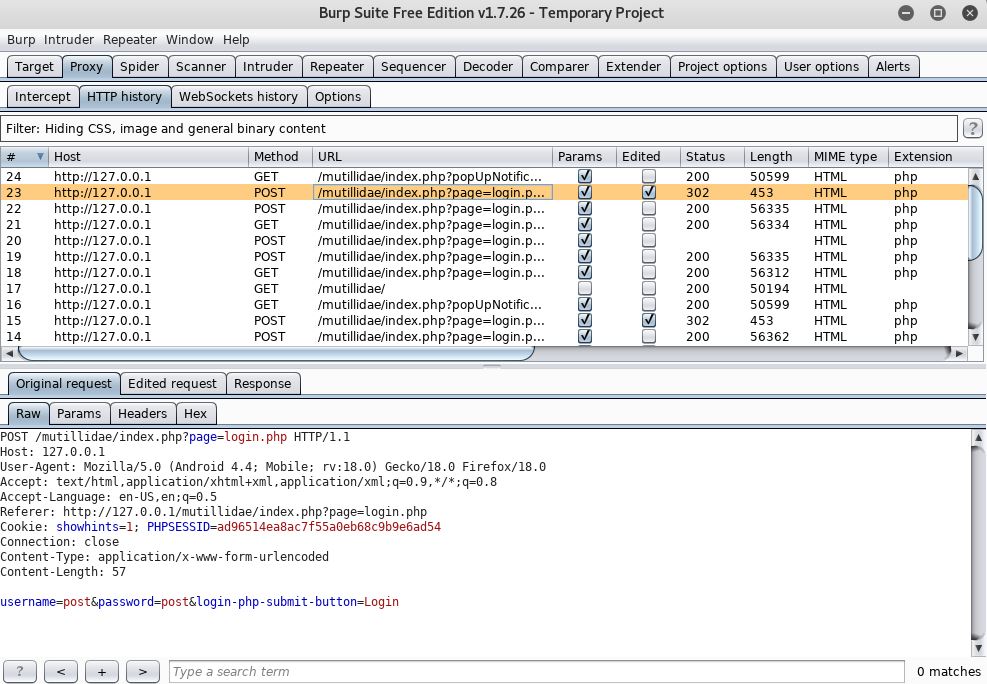 Burp Suite Free Edition v1.7.26 - Temporary Project
Burp Intruder Repeater Window Help
Target Proxy Spider Scanner Intruder Repeater Sequencer Decoder Comparer Extender Project options User options Alerts
Intercept HTTP history WebSockets history Options
Filter: Hiding CSS, image and general binary content ?
# Host Method URL Params Edited Status Length MIME type Extension
24 http://127.0.0.1 GET /mutillidae/index.php?popUpNotific... 200 50599 HTML php
23 http://127.0.0.1 POST /mutillidae/index.php?page=login.p... 302 453 HTML php
22 http://127.0.0.1 POST /mutillidae/index.php?page=login.p... 200 56335 HTML php
21 http://127.0.0.1 GET /mutillidae/index.php?page=login.p... 200 56334 HTML php
20 http://127.0.0.1 POST /mutillidae/index.php?page=login.p... HTML php
19 http://127.0.0.1 POST /mutillidae/index.php?page=login.p... 200 56335 HTML php
18 http://127.0.0.1 GET /mutillidae/index.php?page=login.p... 200 56312 HTML php
17 http://127.0.0.1 GET /mutillidae/ 200 50194 HTML
16 http://127.0.0.1 GET /mutillidae/index.php?popUpNotific... 200 50599 HTML php
15 http://127.0.0.1 POST /mutillidae/index.php?page=login.p... 302 453 HTML php
14 http://127.0.0.1 POST /mutillidae/index.php?page=login.p... 200 56362 HTML php
Original request Edited request Response
Raw Params Headers Hex
POST /mutillidae/index.php?page=login.php HTTP/1.1
Host: 127.0.0.1
User-Agent: Mozilla/5.0 (Android 4.4; Mobile; rv:18.0) Gecko/18.0 Firefox/18.0
Accept: text/html,application/xhtml+xml,application/xml;q=0.9,*/*;q=0.8
Accept-Language: en-US,en;q=0.5
Referer: http://127.0.0.1/mutillidae/index.php?page=login.php
Cookie: showhints=1; PHPSESSID=ad96514ea8ac7f55a0eb68c9b9e6ad54
Connection: close
Content-Type: application/x-www-form-urlencoded
Content-Length: 57
username=post&password=post&login-php-submit-button=Login
? < + > Type a search term 0 matches